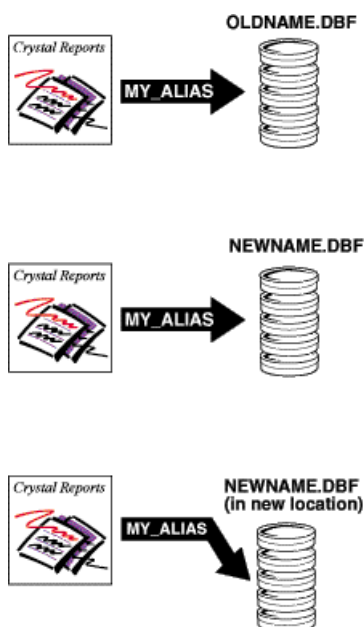 OLDNAME.DBF
Crystal Reports
MY_ALIAS
NEWNAME.DBF
Crystal Reports
MY_ALIAS
Crystal Reports
NEWNAME.DBF
(in new location)
MY_ALIAS